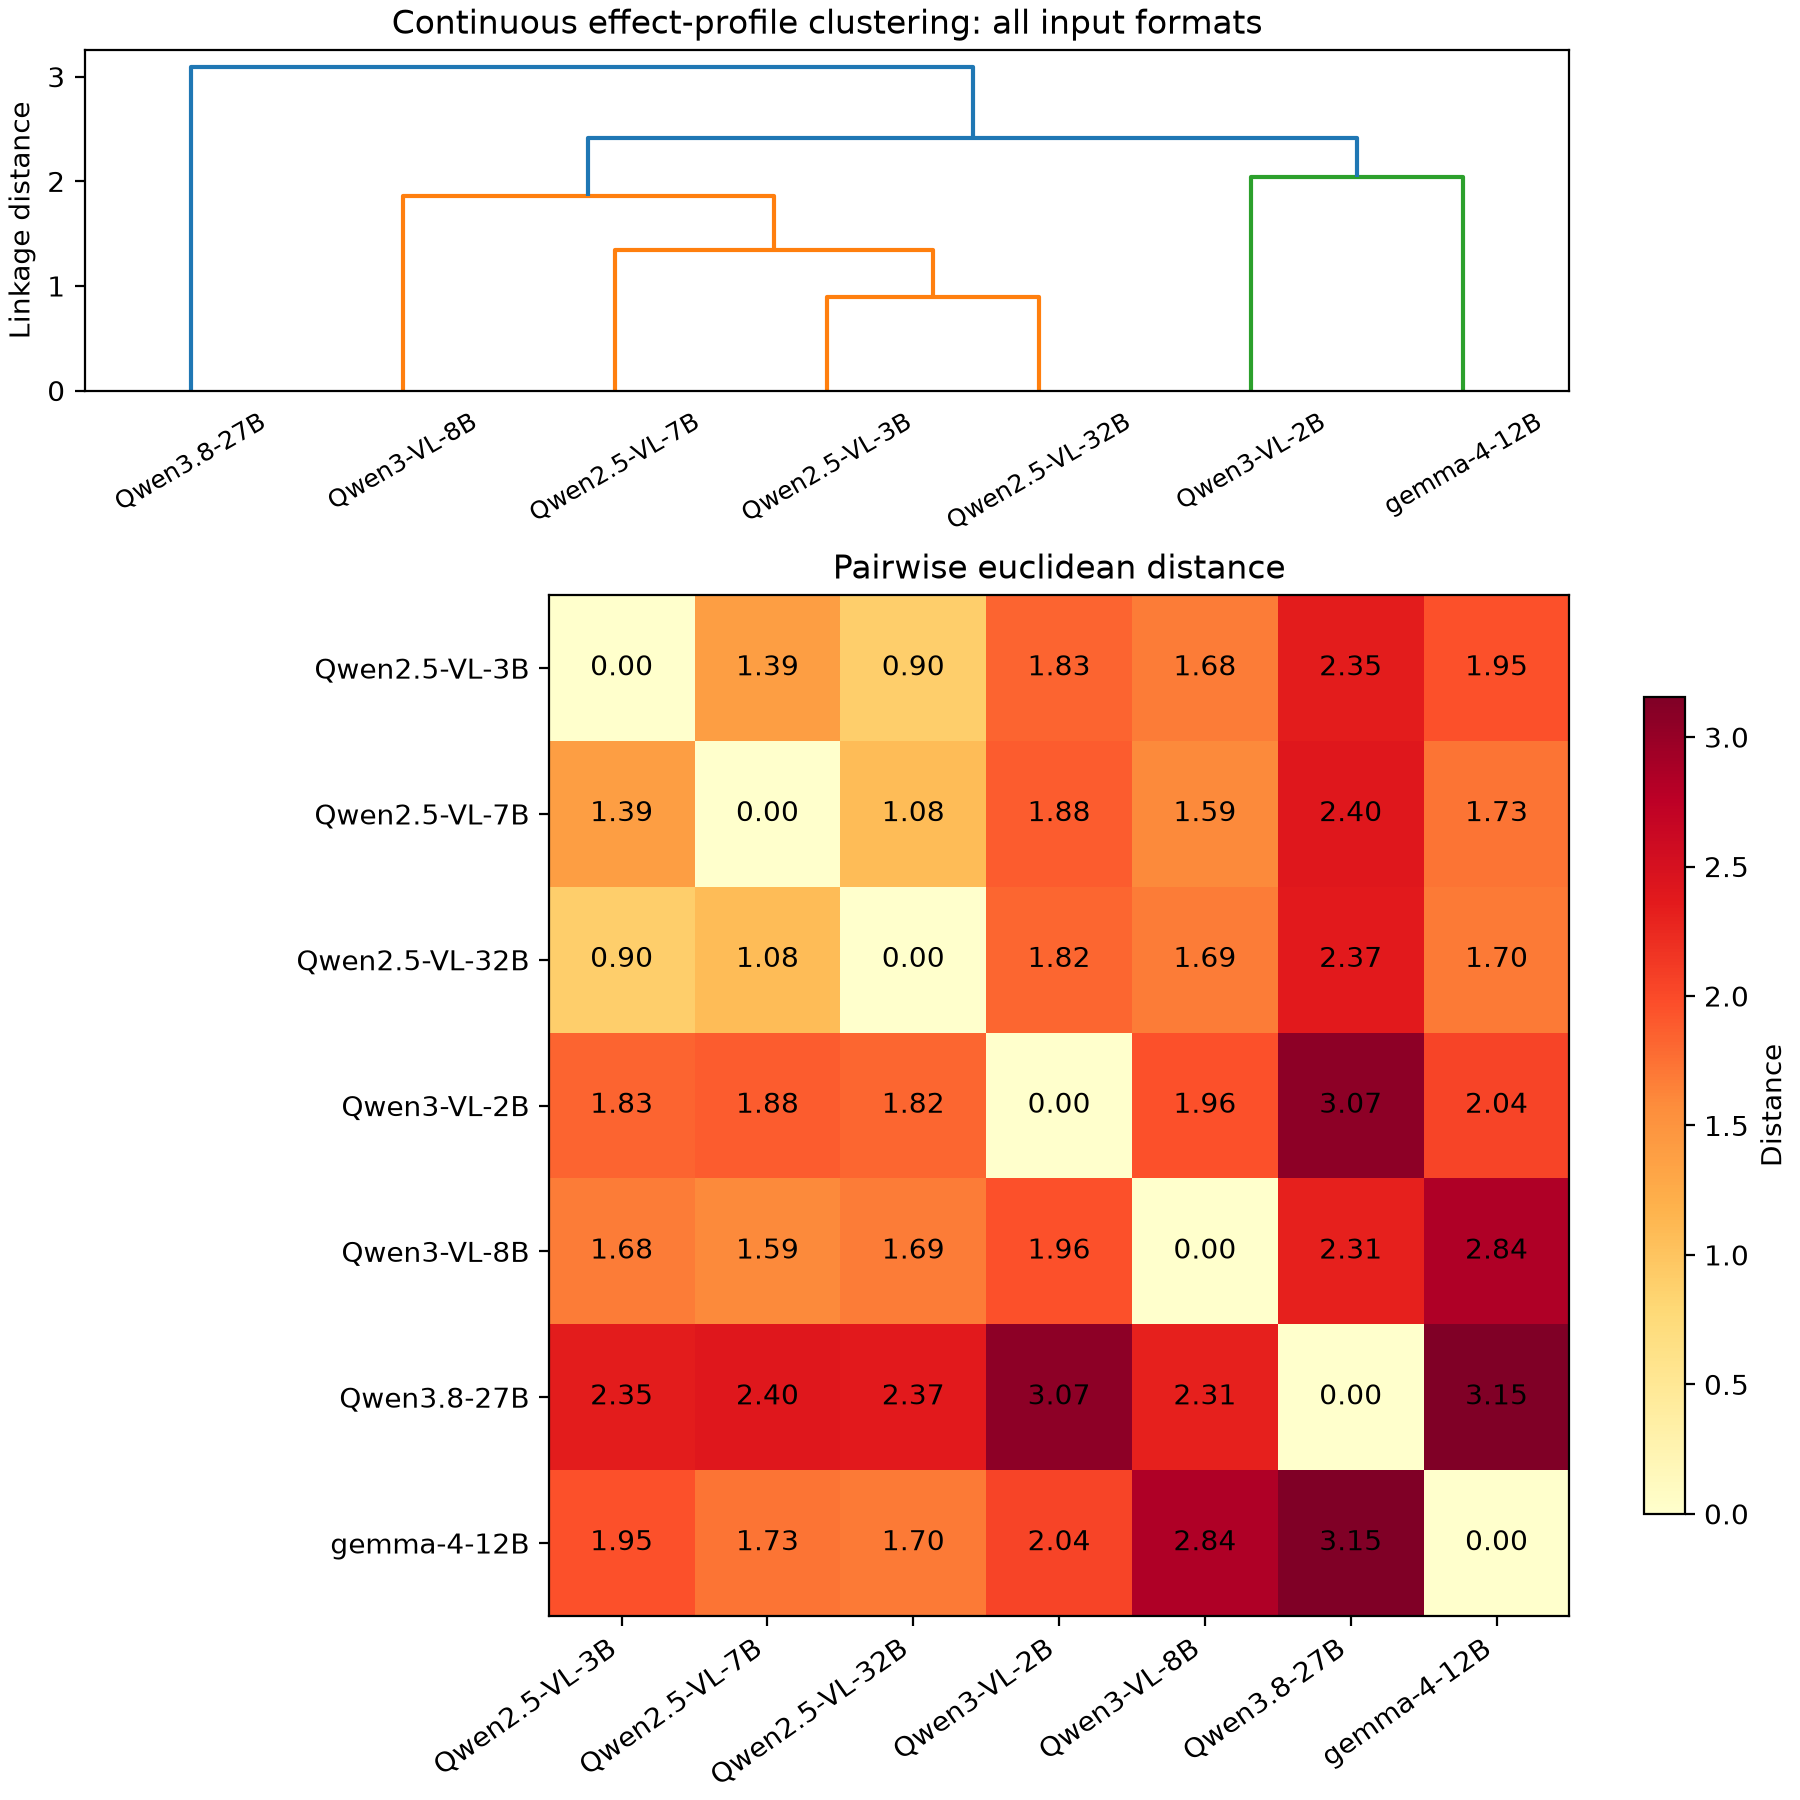 Continuous effect-profile clustering: all input formats
Linkage distance
3
2
1
0
Qwen3.8-27B
Qwen3-VL-8B
Qwen2.5-VL-7B
Qwen2.5-VL-3B
Qwen2.5-VL-32B
Qwen3-VL-2B
gemma-4-12B
Pairwise euclidean distance
Qwen2.5-VL-3B 0.00 1.39 0.90 1.83 1.68 2.35 1.95
Qwen2.5-VL-7B 1.39 0.00 1.08 1.88 1.59 2.40 1.73
Qwen2.5-VL-32B 0.90 1.08 0.00 1.82 1.69 2.37 1.70
Qwen3-VL-2B 1.83 1.88 1.82 0.00 1.96 3.07 2.04
Qwen3-VL-8B 1.68 1.59 1.69 1.96 0.00 2.31 2.84
Qwen3.8-27B 2.35 2.40 2.37 3.07 2.31 0.00 3.15
gemma-4-12B 1.95 1.73 1.70 2.04 2.84 3.15 0.00
Qwen2.5-VL-3B
Qwen2.5-VL-7B
Qwen2.5-VL-32B
Qwen3-VL-2B
Qwen3-VL-8B
Qwen3.8-27B
gemma-4-12B
3.0
2.5
2.0
1.5
1.0
0.5
0.0
Distance